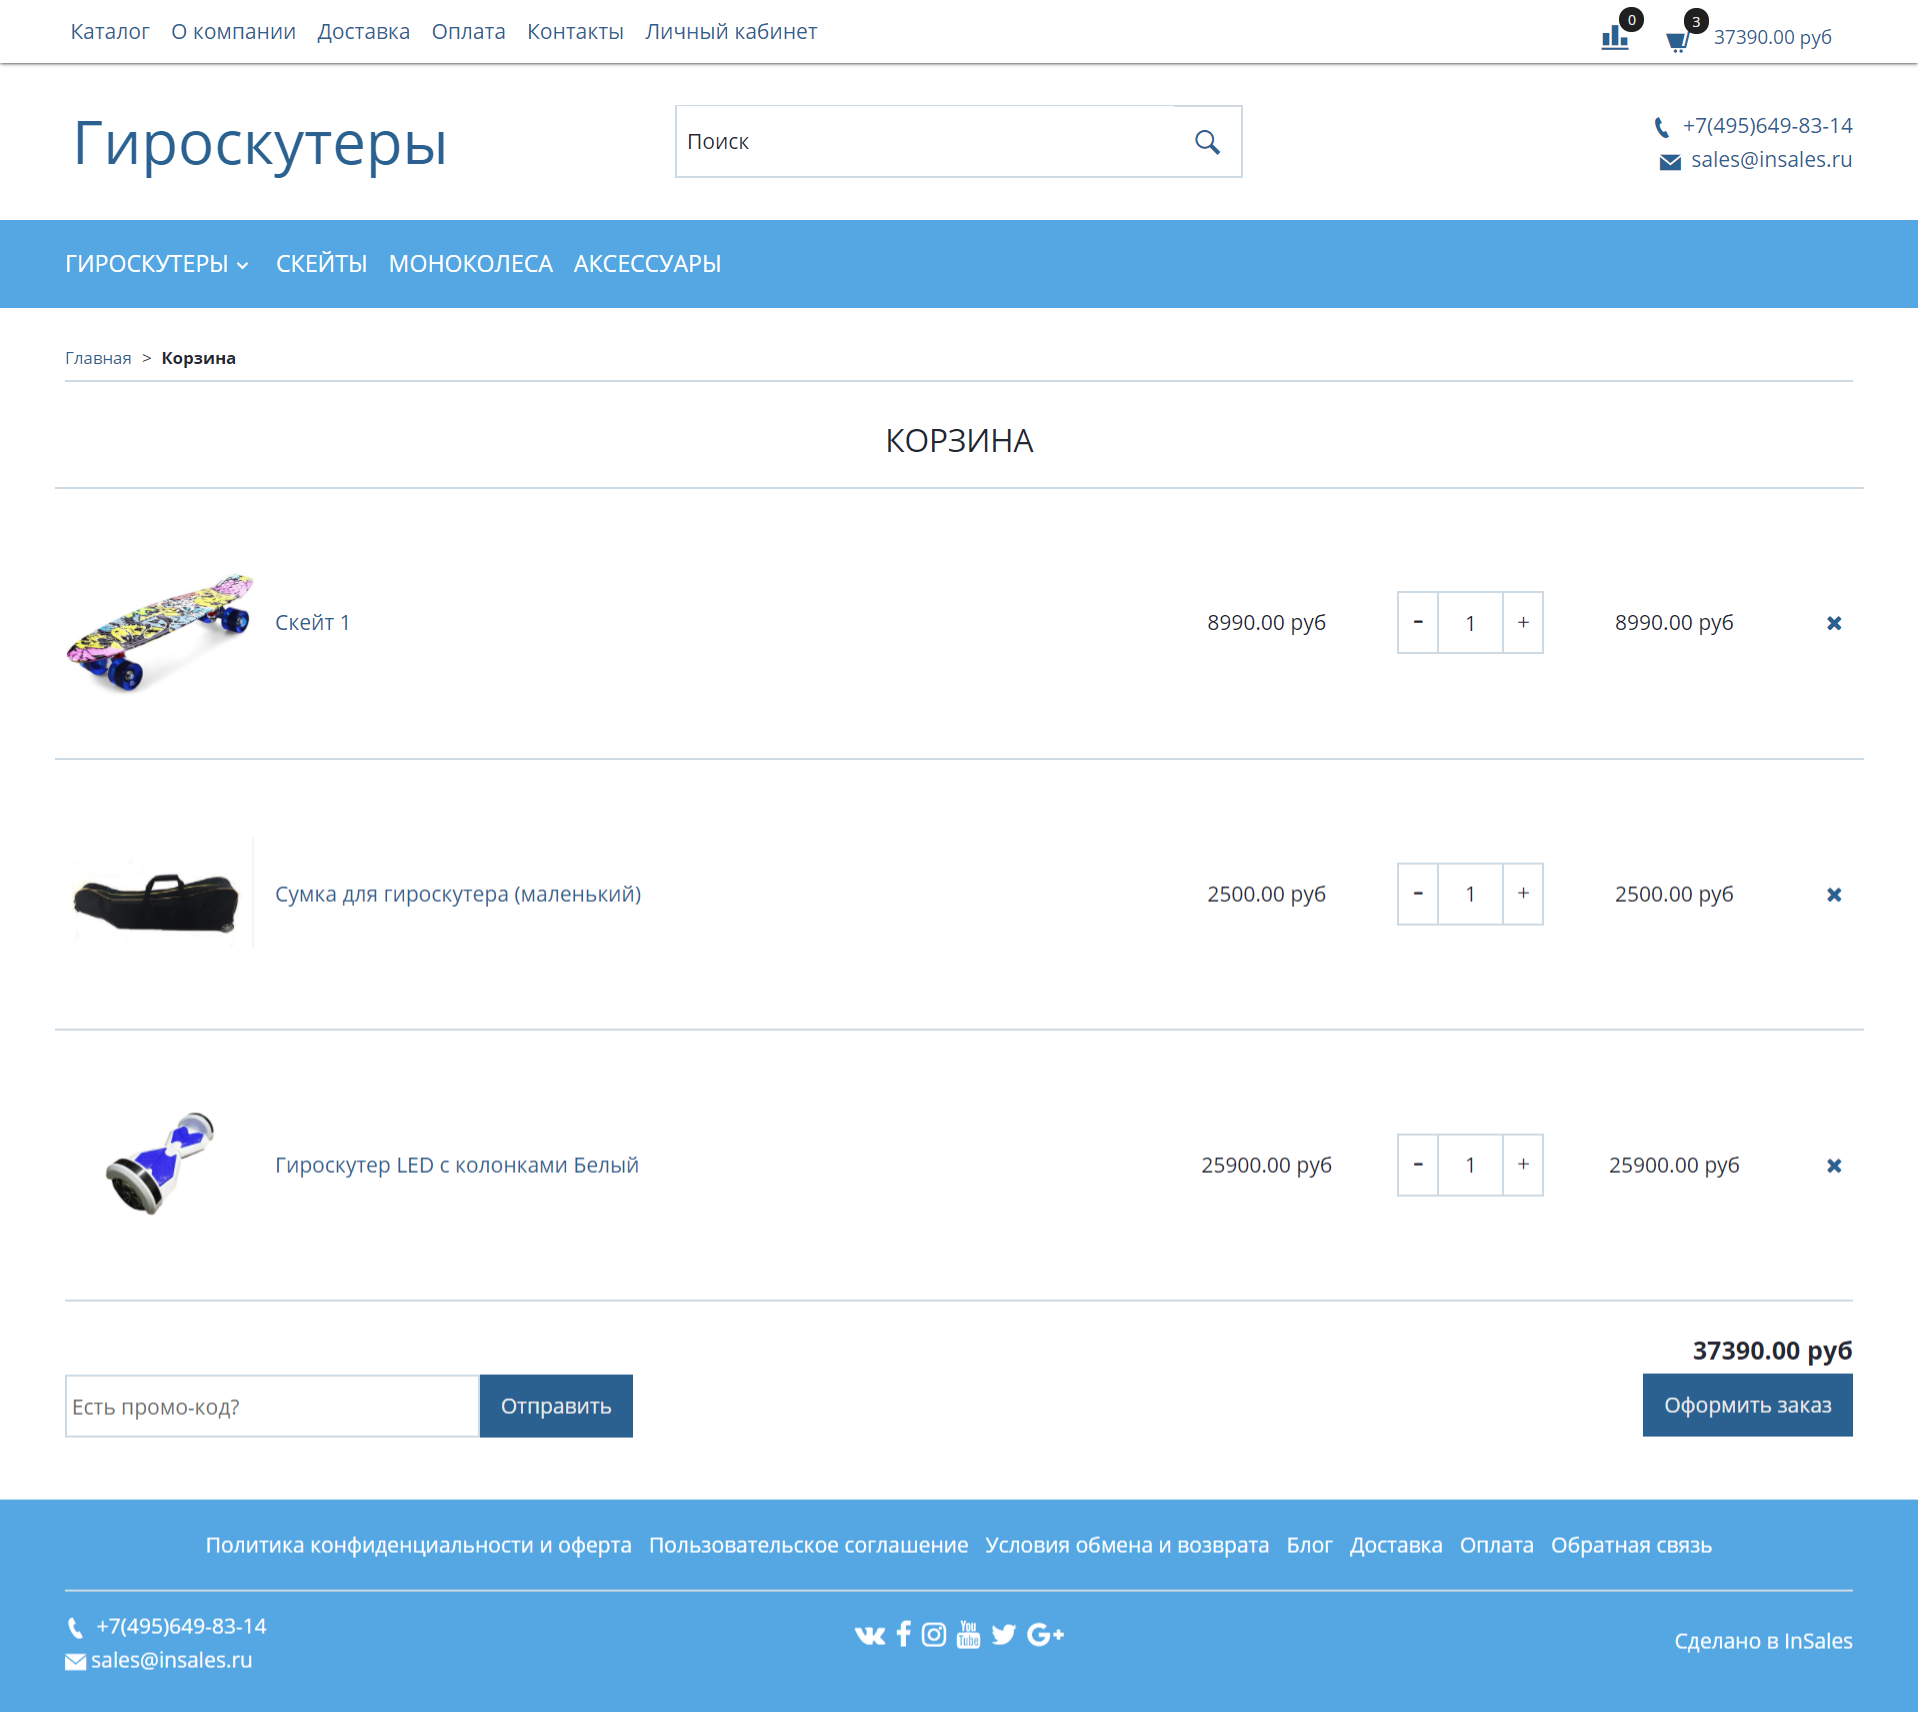 Каталог О компании Доставка Оплата Контакты Личный кабинет 0 3 37390.00 руб
Гироскутеры
Поиск
+7(495)649-83-14
sales@insales.ru
ГИРОСКУТЕРЫ СКЕЙТЫ МОНОКОЛЕСА АКСЕССУАРЫ
Главная > Корзина
КОРЗИНА
Скейт 1 8990.00 руб - 1 + 8990.00 руб
Сумка для гироскутера (маленький) 2500.00 руб - 1 + 2500.00 руб
Гироскутер LED с колонками Белый 25900.00 руб - 1 + 25900.00 руб
37390.00 руб
Есть промо-код? Отправить Оформить заказ
Политика конфиденциальности и оферта Пользовательское соглашение Условия обмена и возврата Блог Доставка Оплата Обратная связь
+7(495)649-83-14
sales@insales.ru
You
Tube
G+
Сделано в InSales